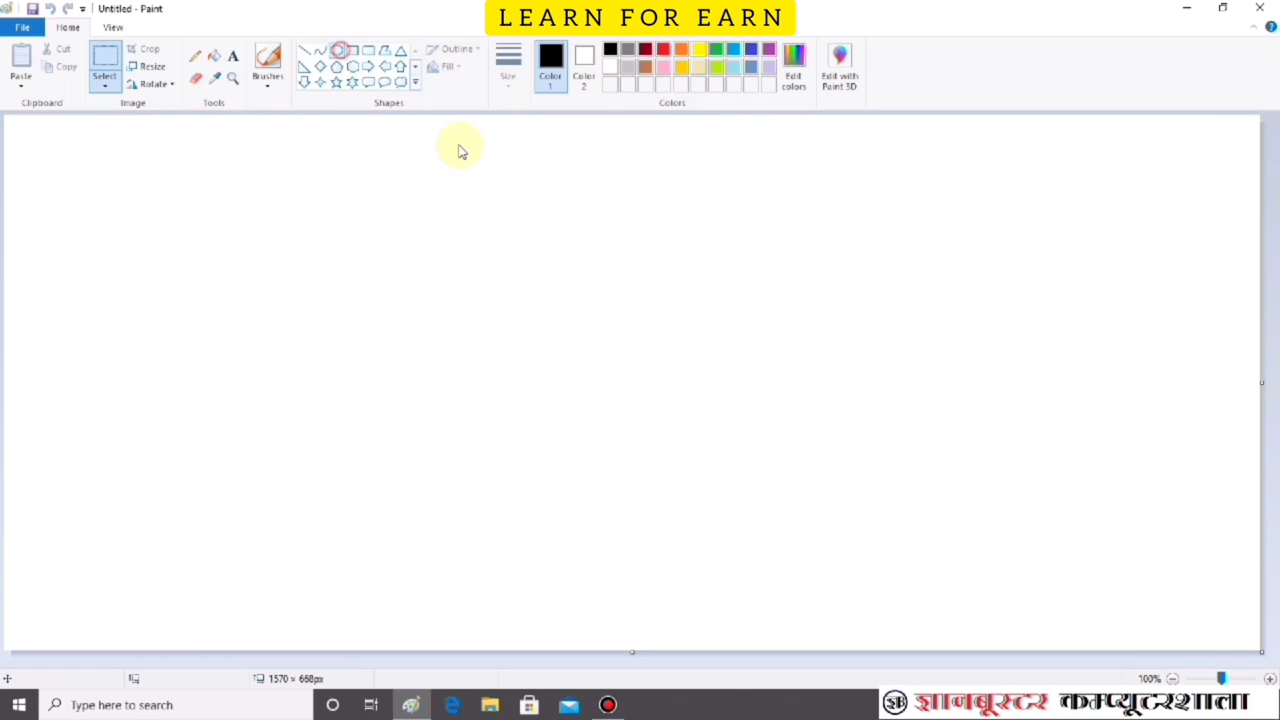 LEARN FOR EARN
Untitled - Paint
File Home View
Paste
Cut
Copy
Clipboard
Select
Crop
Resize
Rotate
Image
A
Tools
Brushes
Shapes
Outline
Fill
Size
Color 1
Color 2
Colors
Edit colors
Edit with Paint 3D
1570 × 668px
100%
Type here to search
ज्ञानबूस्टर कम्प्यूटरशाला